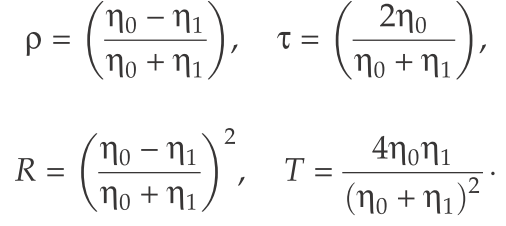 ρ = ( (η₀ − η₁) / (η₀ + η₁) ), τ = ( 2η₀ / (η₀ + η₁) ),
R = ( (η₀ − η₁) / (η₀ + η₁) )², T = 4η₀η₁ / (η₀ + η₁)² ·